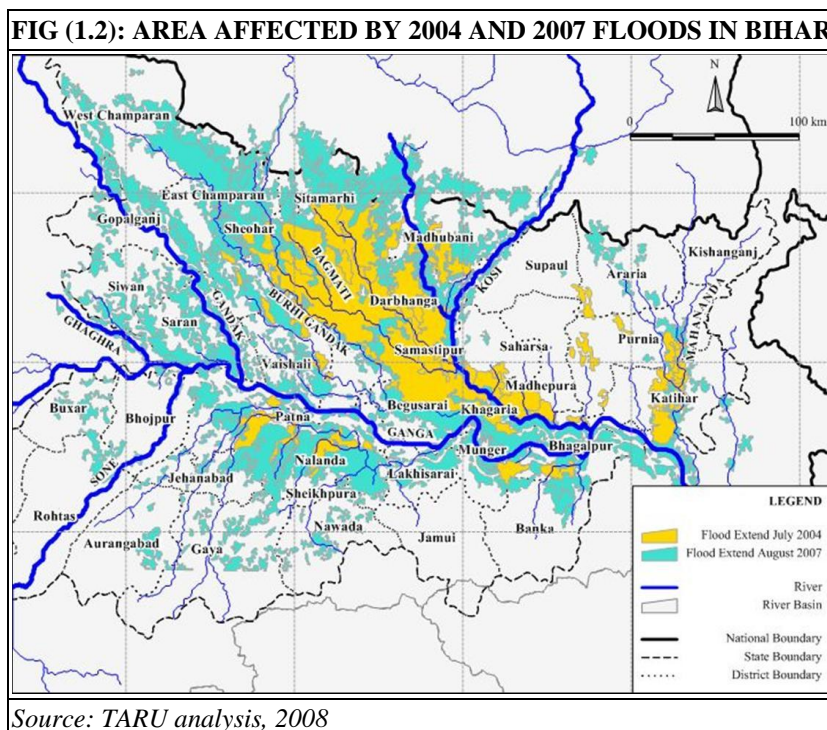 FIG (1.2): AREA AFFECTED BY 2004 AND 2007 FLOODS IN BIHAR
N
0 100 km
West Champaran
East Champaran
Sitamarhi
Gopalganj
Sheohar
Madhubani
Kishanganj
Supaul
Araria
BAGMATI
KOSI
Siwan
GANDAK
Darbhanga
MAHANANDA
GHAGHRA
Saran
BURHI GANDAK
Purnia
Samastipur
Saharsa
Vaishali
Madhepura
Katihar
Buxar
Bhojpur
Patna
Begusarai
Khagaria
GANGA
Munger
Bhagalpur
SONE
Jehanabad
Nalanda
Lakhisarai
Sheikhpura
Rohtas
Nawada
Jamui
Banka
Aurangabad
Gaya
LEGEND
Flood Extend July 2004
Flood Extend August 2007
River
River Basin
National Boundary
State Boundary
District Boundary
Source: TARU analysis, 2008